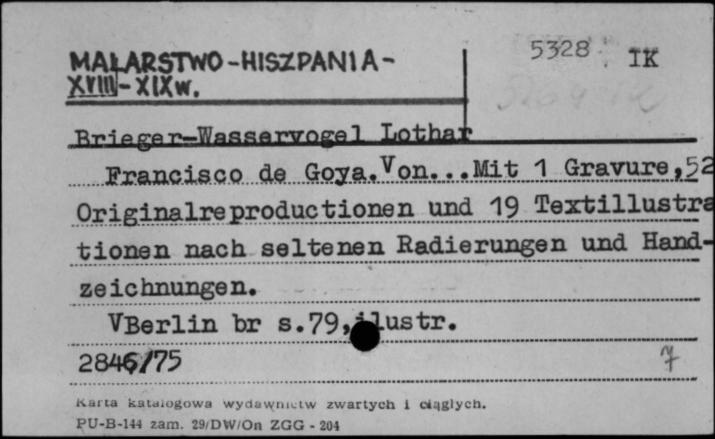 MALARSTWO-HISZPANIA-
XVIII-XIXw.
5328 IK
Brieger-Wasservogel Lothar
Francisco de Goya. Von...Mit 1 Gravure,52
Originalreproductionen und 19 Textillustra
tionen nach seltenen Radierungen und Hand-
zeichnungen.
VBerlin br s.79,ilustr.
2846/75
7
Karta katalogowa wydawnictw zwartych i ciągłych.
PU-B-144 zam. 29/DW/On ZGG - 204